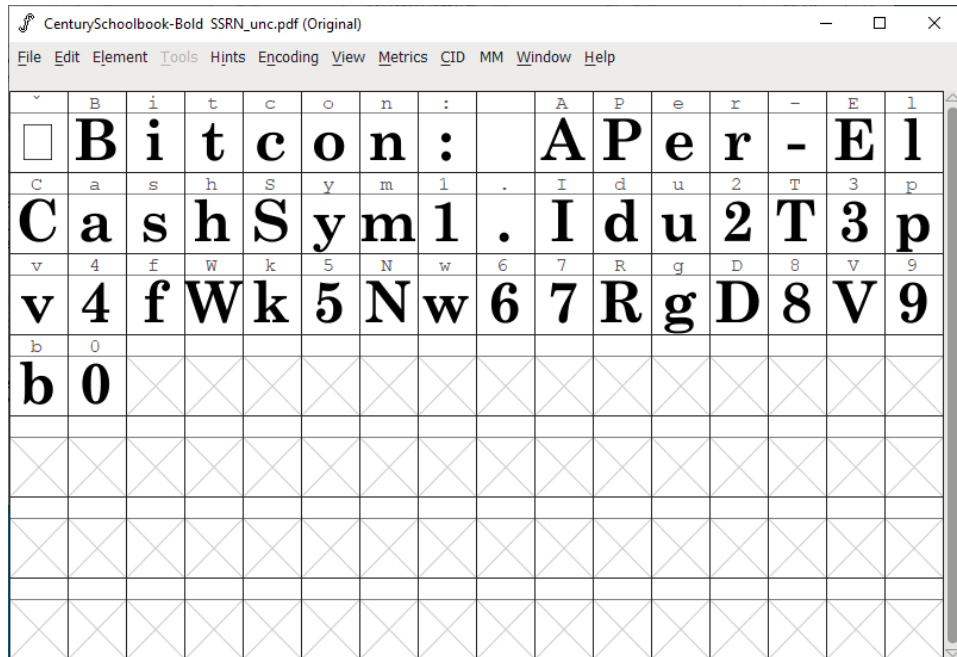 CenturySchoolbook-Bold SSRN_unc.pdf (Original)
File Edit Element Tools Hints Encoding View Metrics CID MM Window Help
ˇ B i t c o n : A P e r - E l
B i t c o n : A P e r - E l
C a s h S y m 1 . I d u 2 T 3 p
C a s h S y m 1 . I d u 2 T 3 p
v 4 f W k 5 N w 6 7 R g D 8 V 9
v 4 f W k 5 N w 6 7 R g D 8 V 9
b 0
b 0